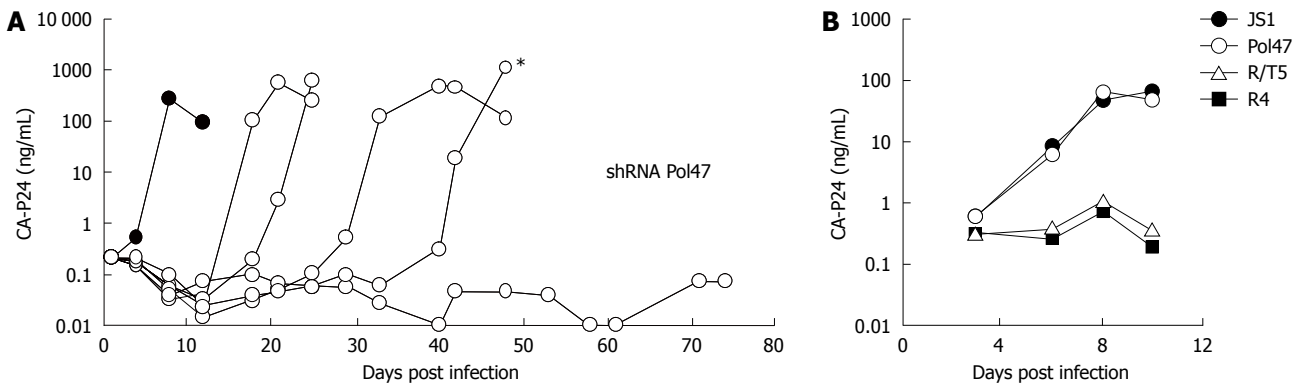 A
CA-P24 (ng/mL)
10 000
1000
100
10
1
0.1
0.01
*
shRNA Pol47
0 10 20 30 40 50 60 70 80
Days post infection
B
CA-P24 (ng/mL)
1000
100
10
1
0.1
0.01
0 4 8 12
Days post infection
JS1
Pol47
R/T5
R4